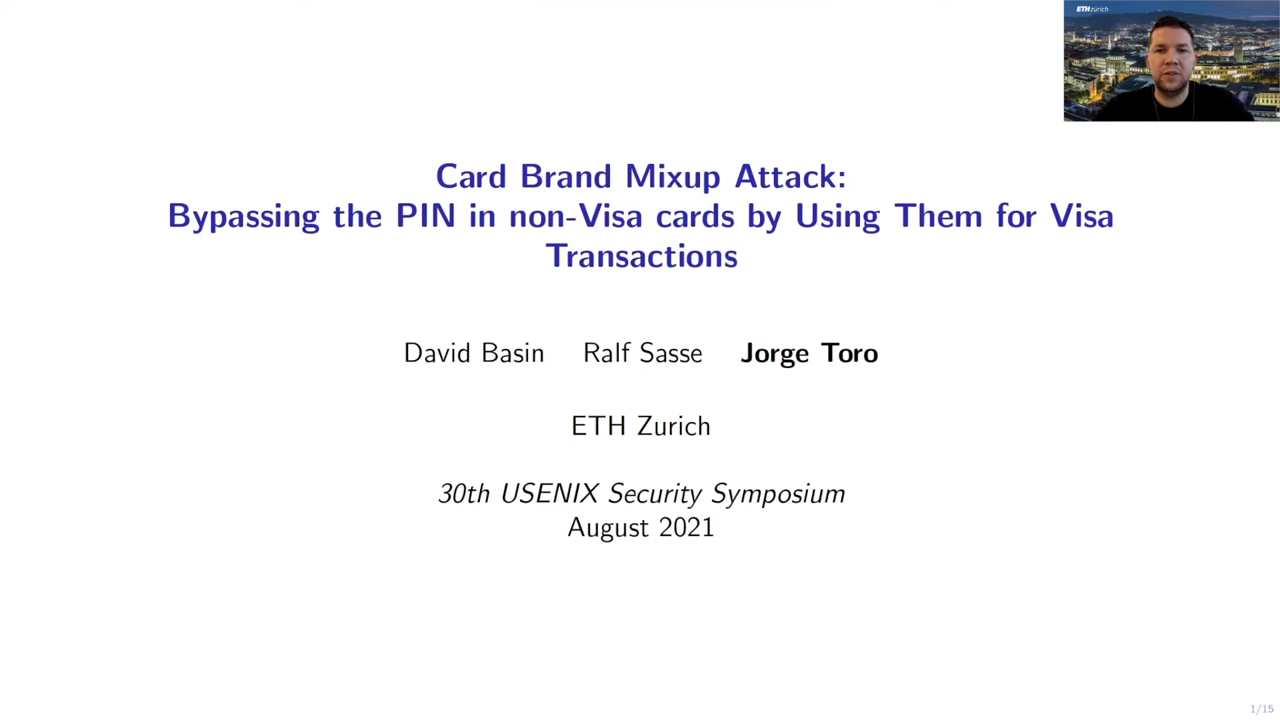 ETH zürich
Card Brand Mixup Attack:
Bypassing the PIN in non-Visa cards by Using Them for Visa
Transactions
David Basin Ralf Sasse Jorge Toro
ETH Zurich
30th USENIX Security Symposium
August 2021
1/15